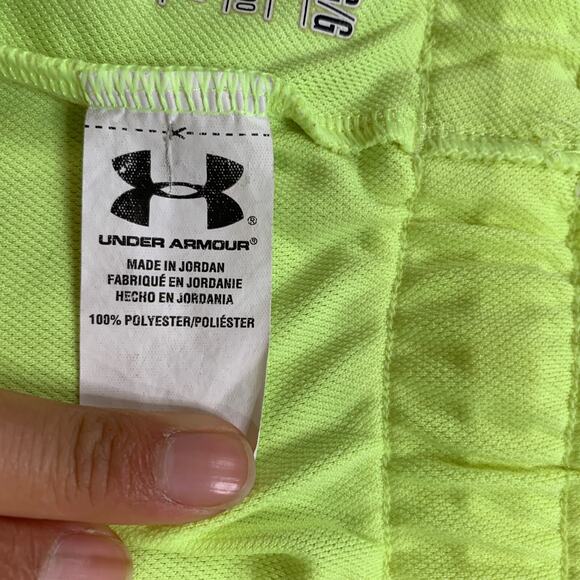 G/G
UNDER ARMOUR®
MADE IN JORDAN
FABRIQUÉ EN JORDANIE
HECHO EN JORDANIA
100% POLYESTER/POLIÉSTER